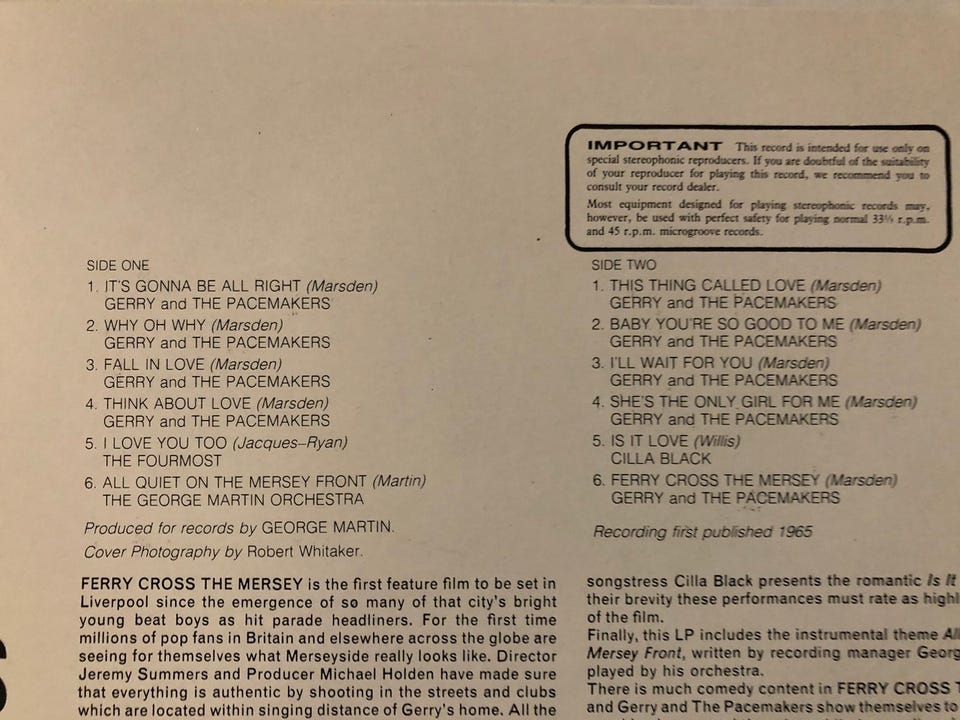 IMPORTANT This record is intended for use only on
special stereophonic reproducers. If you are doubtful of the suitability
of your reproducer for playing this record, we recommend you to
consult your record dealer.
Most equipment designed for playing stereophonic records may,
however, be used with perfect safety for playing normal 33⅓ r.p.m.
and 45 r.p.m. microgroove records.
SIDE ONE
1. IT'S GONNA BE ALL RIGHT (Marsden)
GERRY and THE PACEMAKERS
2. WHY OH WHY (Marsden)
GERRY and THE PACEMAKERS
3. FALL IN LOVE (Marsden)
GERRY and THE PACEMAKERS
4. THINK ABOUT LOVE (Marsden)
GERRY and THE PACEMAKERS
5. I LOVE YOU TOO (Jacques–Ryan)
THE FOURMOST
6. ALL QUIET ON THE MERSEY FRONT (Martin)
THE GEORGE MARTIN ORCHESTRA
Produced for records by GEORGE MARTIN.
Cover Photography by Robert Whitaker.
SIDE TWO
1. THIS THING CALLED LOVE (Marsden)
GERRY and THE PACEMAKERS
2. BABY YOU'RE SO GOOD TO ME (Marsden)
GERRY and THE PACEMAKERS
3. I'LL WAIT FOR YOU (Marsden)
GERRY and THE PACEMAKERS
4. SHE'S THE ONLY GIRL FOR ME (Marsden)
GERRY and THE PACEMAKERS
5. IS IT LOVE (Willis)
CILLA BLACK
6. FERRY CROSS THE MERSEY (Marsden)
GERRY and THE PACEMAKERS
Recording first published 1965
FERRY CROSS THE MERSEY is the first feature film to be set in
Liverpool since the emergence of so many of that city's bright
young beat boys as hit parade headliners. For the first time
millions of pop fans in Britain and elsewhere across the globe are
seeing for themselves what Merseyside really looks like. Director
Jeremy Summers and Producer Michael Holden have made sure
that everything is authentic by shooting in the streets and clubs
which are located within singing distance of Gerry's home. All the
songstress Cilla Black presents the romantic Is It
their brevity these performances must rate as highl
of the film.
Finally, this LP includes the instrumental theme Al
Mersey Front, written by recording manager Georg
played by his orchestra.
There is much comedy content in FERRY CROSS T
and Gerry and The Pacemakers show themselves to